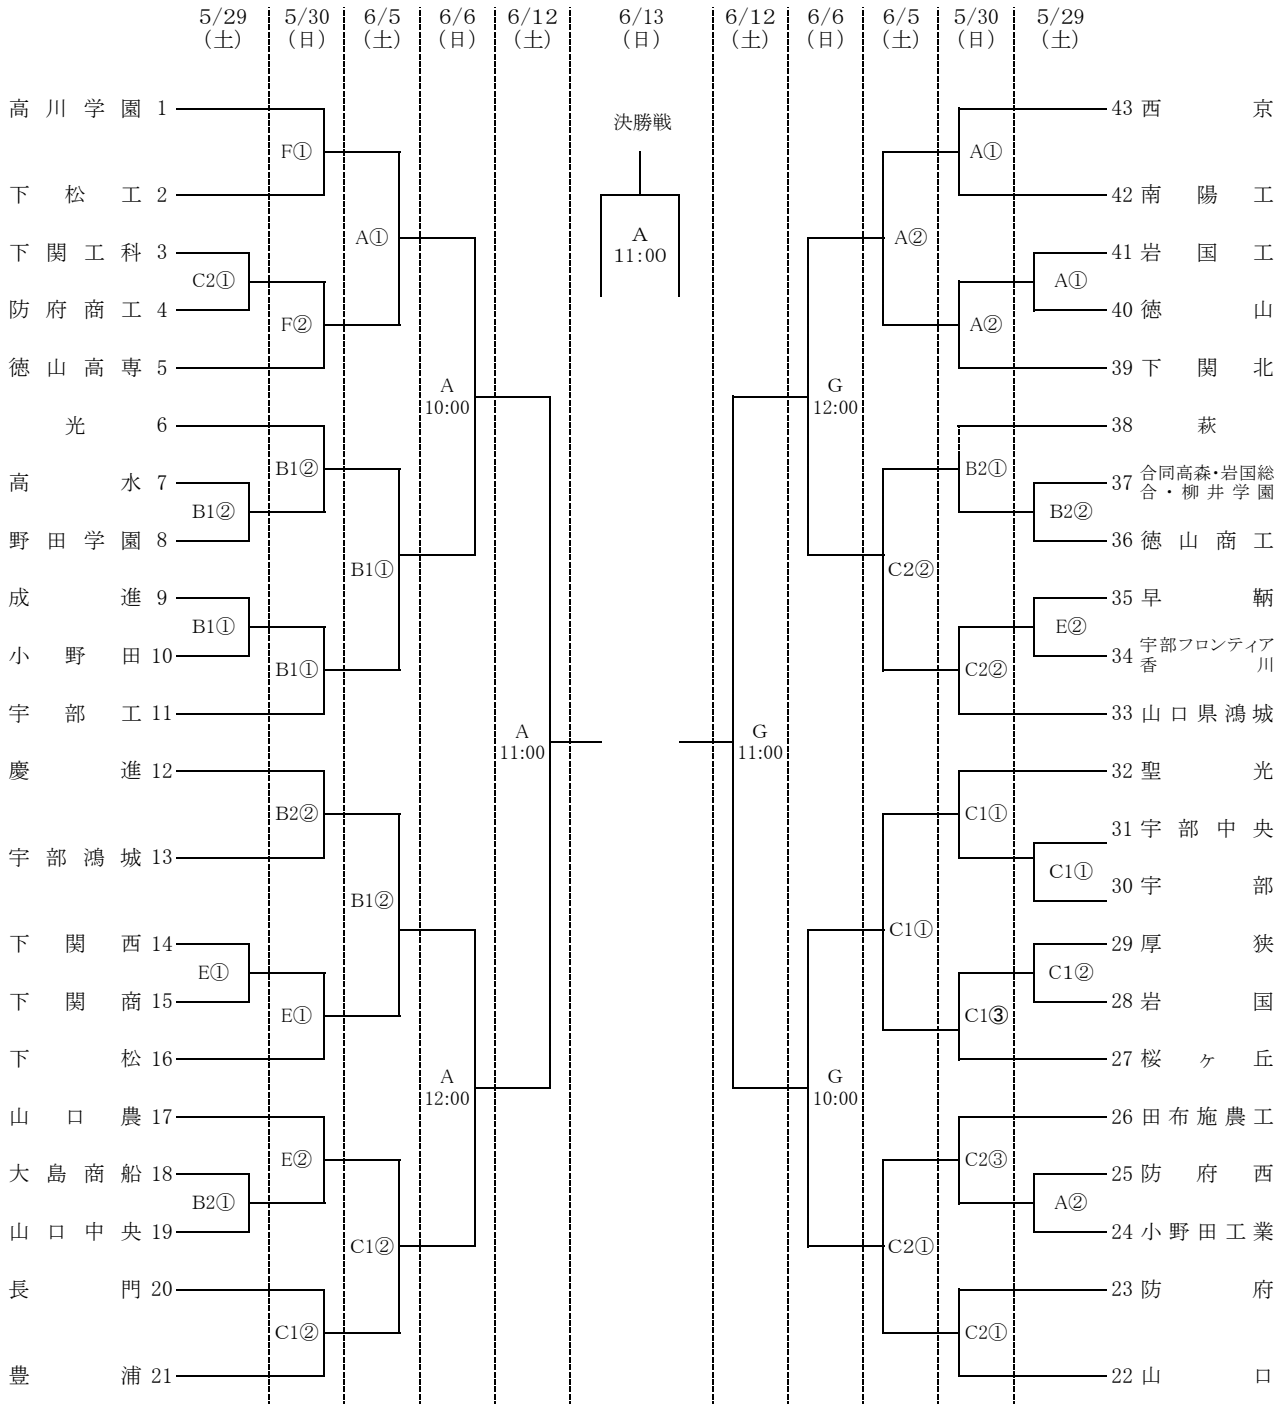 5/29 5/30 6/5 6/6 6/12 6/13 6/12 6/6 6/5 5/30 5/29
(土) (日) (土) (日) (土) (日) (土) (日) (土) (日) (土)
高川学園 1
下松工 2
下関工科 3
防府商工 4
徳山高専 5
光 6
高水 7
野田学園 8
成進 9
小野田 10
宇部工 11
慶進 12
宇部鴻城 13
下関西 14
下関商 15
下松 16
山口農 17
大島商船 18
山口中央 19
長門 20
豊浦 21
C2①
B1②
B1①
E①
B2①
F①
F②
B1②
B1①
B2②
E①
E②
C1②
A①
B1①
B1②
C1②
A
10:00
A
12:00
A
11:00
決勝戦
A
11:00
G
11:00
G
12:00
G
10:00
A②
C2②
C1①
C2①
A①
A②
B2①
C2②
C1①
C1③
C2③
C2①
A①
B2②
E②
C1①
C1②
A②
43 西京
42 南陽工
41 岩国工
40 徳山
39 下関北
38 萩
37 合同高森・岩国総
合・柳井学園
36 徳山商工
35 早鞆
34 宇部フロンティア
香川
33 山口県鴻城
32 聖光
31 宇部中央
30 宇部
29 厚狭
28 岩国
27 桜ヶ丘
26 田布施農工
25 防府西
24 小野田工業
23 防府
22 山口